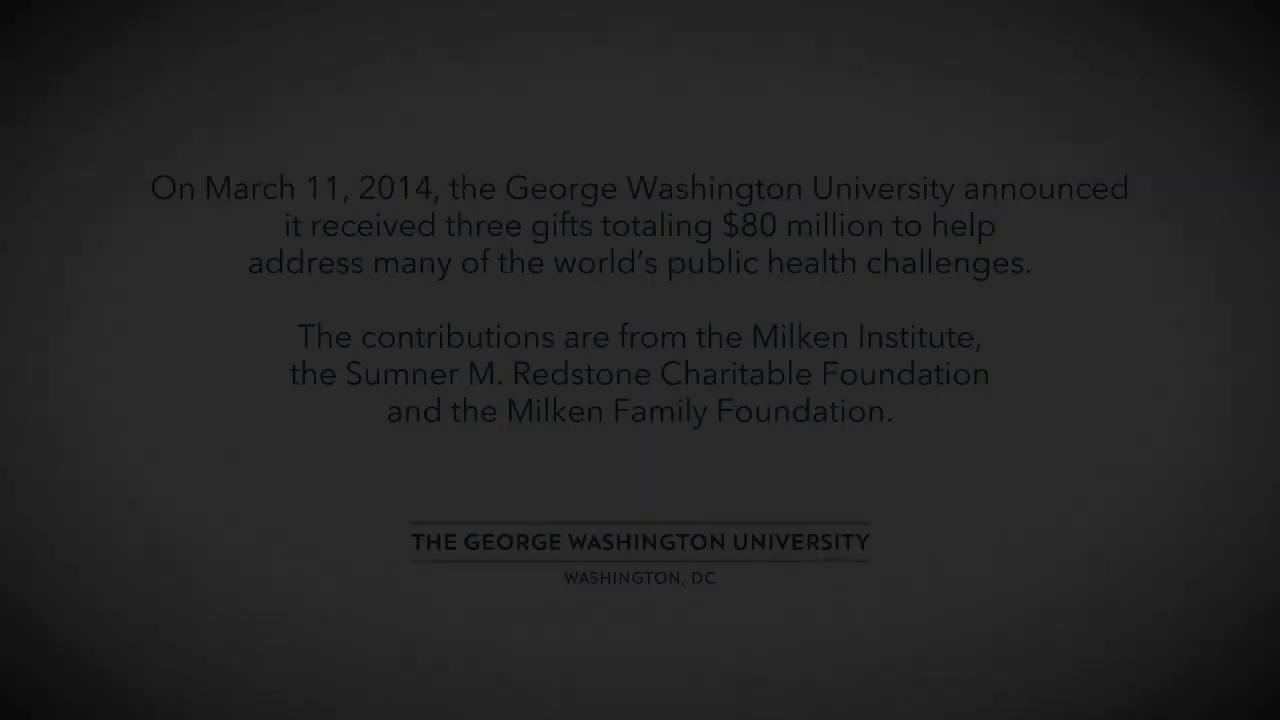 On March 11, 2014, the George Washington University announced
it received three gifts totaling $80 million to help
address many of the world's public health challenges.
The contributions are from the Milken Institute,
the Sumner M. Redstone Charitable Foundation
and the Milken Family Foundation.
THE GEORGE WASHINGTON UNIVERSITY
WASHINGTON, DC